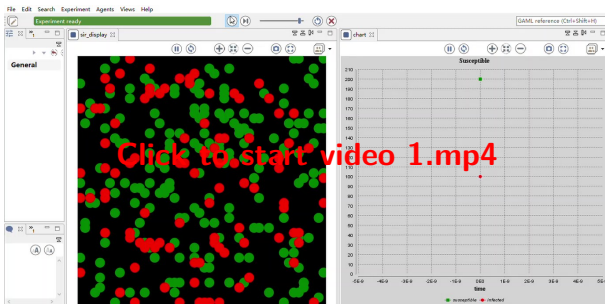 File Edit Search Experiment Agents Views Help
Experiment ready
GAML reference (Ctrl+Shift+H)
General
sir_display
chart
Susceptible
210
200
190
180
170
160
150
140
130
120
110
100
90
80
70
60
50
40
30
20
10
0
time
susceptible infected
Click to start video 1.mp4